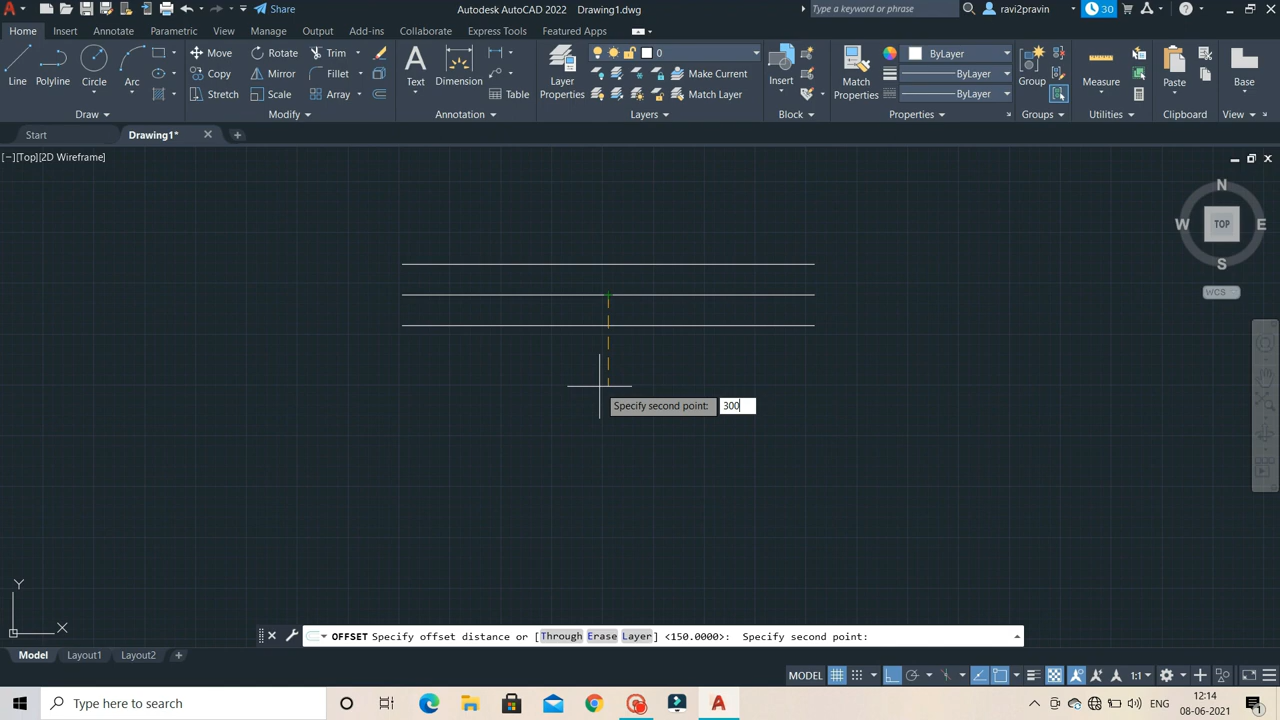 Share
Autodesk AutoCAD 2022 Drawing1.dwg
Type a keyword or phrase
ravi2pravin
30
Home Insert Annotate Parametric View Manage Output Add-ins Collaborate Express Tools Featured Apps
Line Polyline Circle Arc
Move Rotate Trim
Copy Mirror Fillet
Stretch Scale Array
Text Dimension Table
Layer Properties
0
Make Current
Match Layer
Insert
Match Properties
ByLayer
ByLayer
ByLayer
Group Measure Paste Base
Draw Modify Annotation Layers Block Properties Groups Utilities Clipboard View
Start Drawing1* +
[−][Top][2D Wireframe]
N
W TOP E
S
WCS
Specify second point: 300
Y
X
OFFSET Specify offset distance or [Through Erase Layer] <150.0000>: Specify second point:
Model Layout1 Layout2 +
MODEL 1:1
Type here to search
ENG
12:14
08-06-2021
1